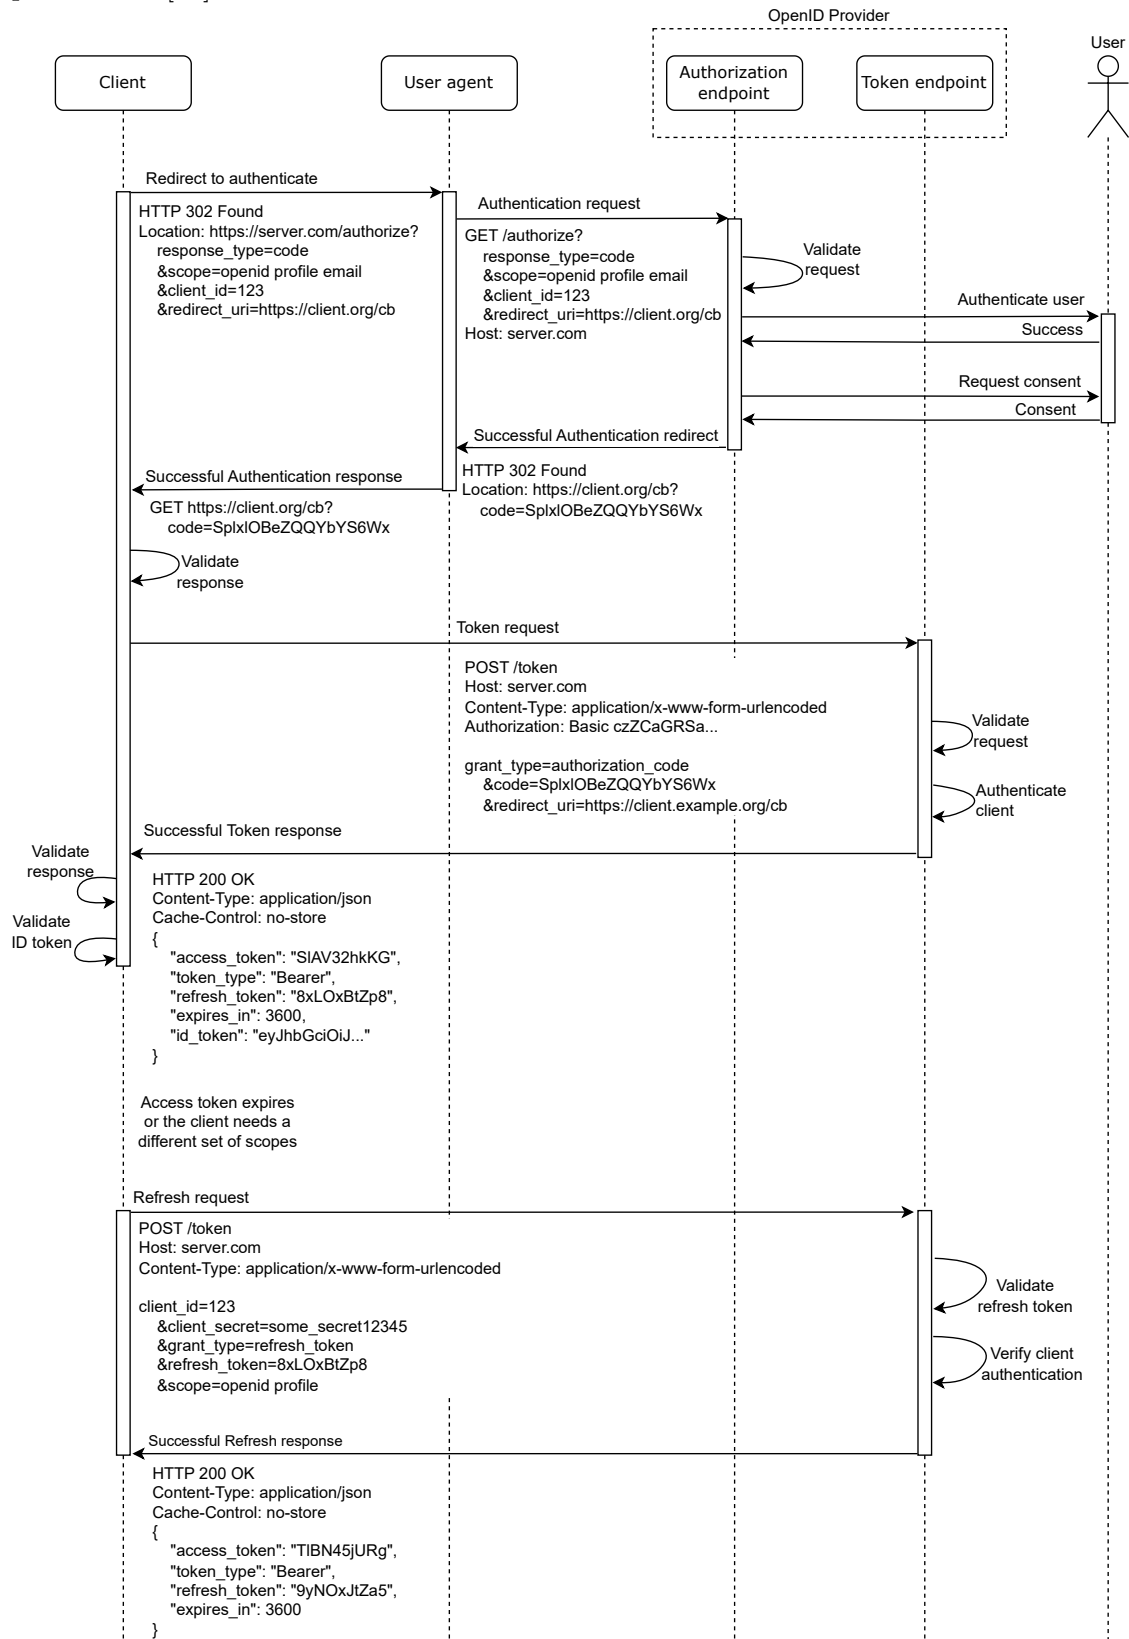 OpenID Provider
User
Client
User agent
Authorization
endpoint
Token endpoint
Redirect to authenticate
HTTP 302 Found
Location: https://server.com/authorize?
response_type=code
&scope=openid profile email
&client_id=123
&redirect_uri=https://client.org/cb
Authentication request
GET /authorize?
response_type=code
&scope=openid profile email
&client_id=123
&redirect_uri=https://client.org/cb
Host: server.com
Validate
request
Authenticate user
Success
Request consent
Consent
Successful Authentication redirect
HTTP 302 Found
Location: https://client.org/cb?
code=SplxlOBeZQQYbYS6Wx
Successful Authentication response
GET https://client.org/cb?
code=SplxlOBeZQQYbYS6Wx
Validate
response
Token request
POST /token
Host: server.com
Content-Type: application/x-www-form-urlencoded
Authorization: Basic czZCaGRSa...
grant_type=authorization_code
&code=SplxlOBeZQQYbYS6Wx
&redirect_uri=https://client.example.org/cb
Validate
request
Authenticate
client
Successful Token response
Validate
response
Validate
ID token
HTTP 200 OK
Content-Type: application/json
Cache-Control: no-store
{
"access_token": "SlAV32hkKG",
"token_type": "Bearer",
"refresh_token": "8xLOxBtZp8",
"expires_in": 3600,
"id_token": "eyJhbGciOiJ..."
}
Access token expires
or the client needs a
different set of scopes
Refresh request
POST /token
Host: server.com
Content-Type: application/x-www-form-urlencoded
client_id=123
&client_secret=some_secret12345
&grant_type=refresh_token
&refresh_token=8xLOxBtZp8
&scope=openid profile
Validate
refresh token
Verify client
authentication
Successful Refresh response
HTTP 200 OK
Content-Type: application/json
Cache-Control: no-store
{
"access_token": "TlBN45jURg",
"token_type": "Bearer",
"refresh_token": "9yNOxJtZa5",
"expires_in": 3600
}